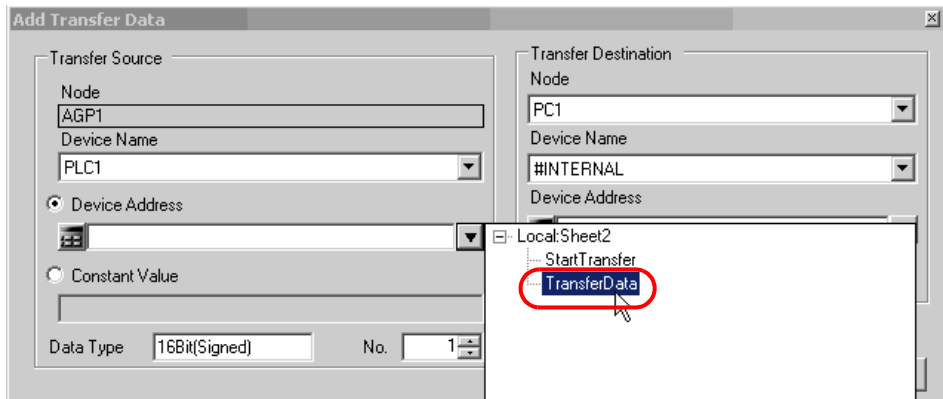 Add Transfer Data
Transfer Source
Node
AGP1
Device Name
PLC1
Device Address
Constant Value
Data Type 16Bit(Signed) No. 1
Transfer Destination
Node
PC1
Device Name
#INTERNAL
Device Address
Local:Sheet2
StartTransfer
TransferData